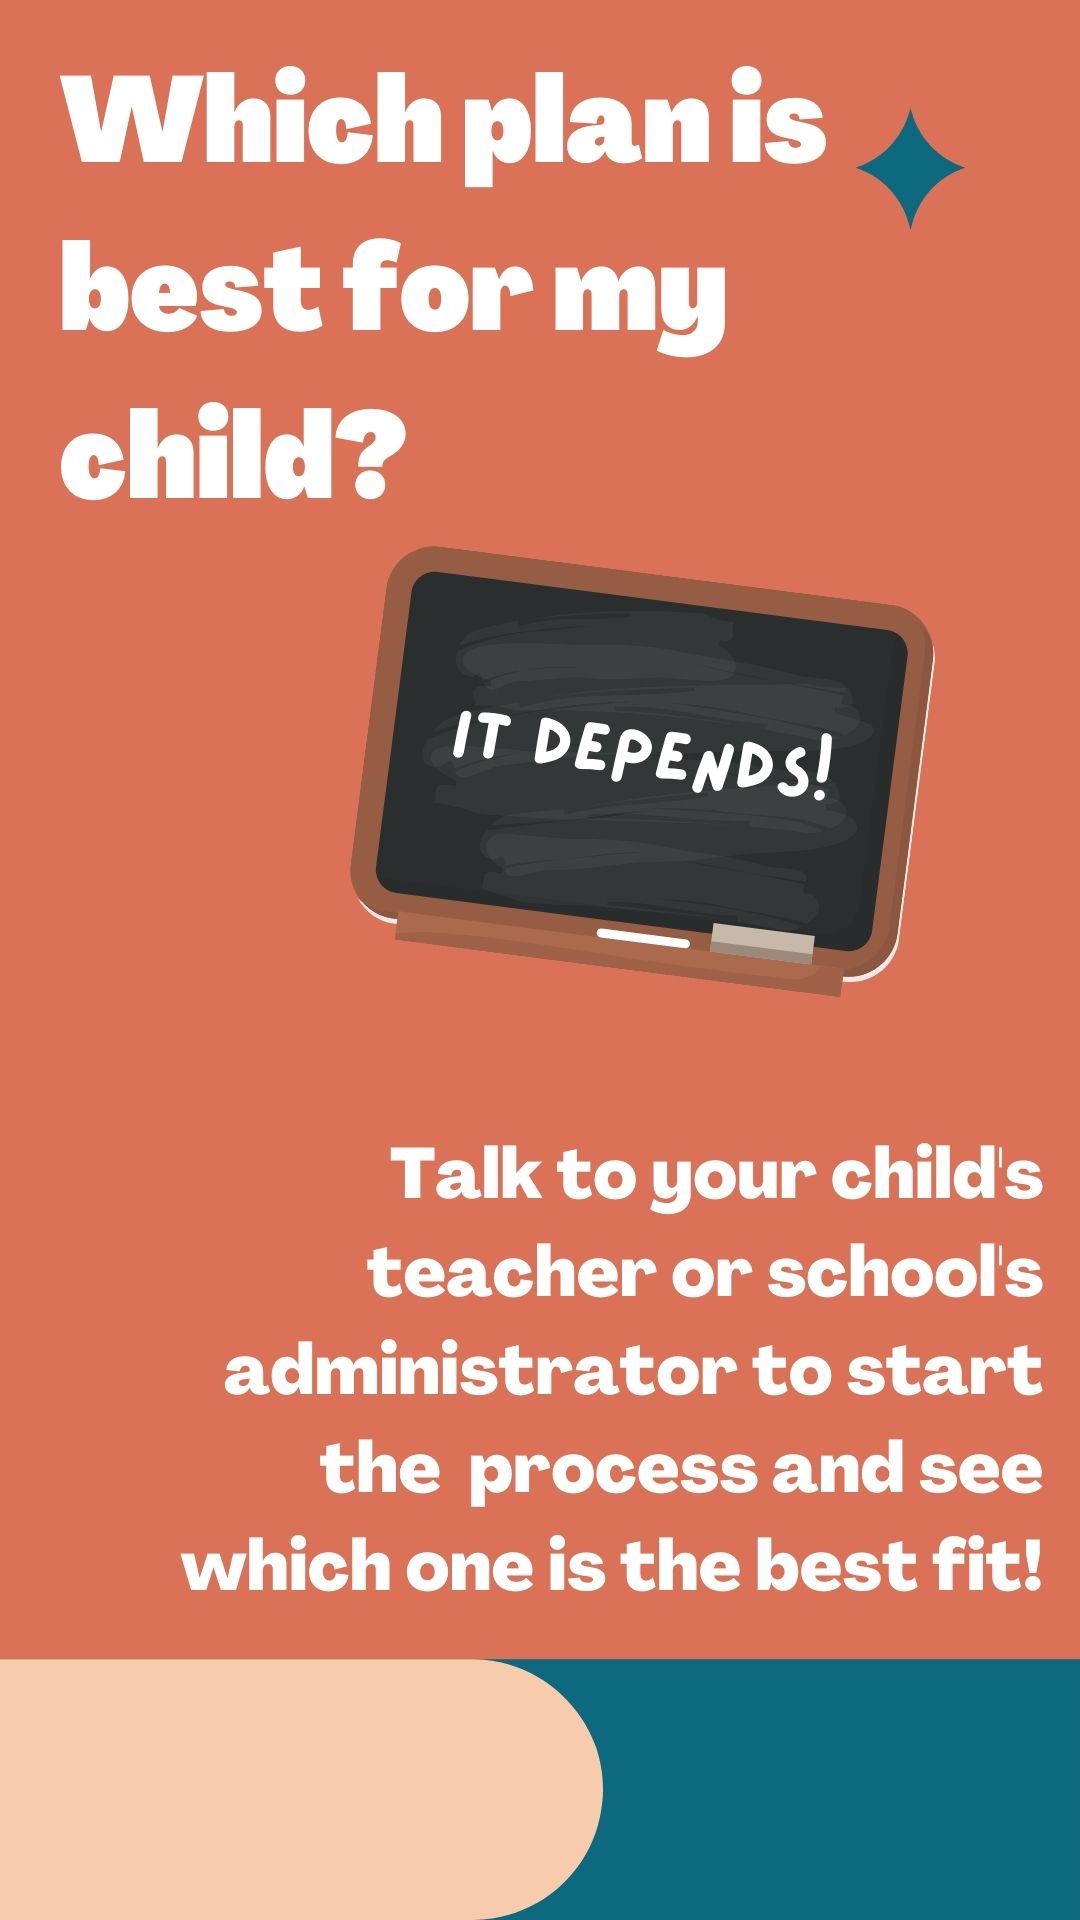 Which plan is
best for my
child?
IT DEPENDS!
Talk to your child's
teacher or school's
administrator to start
the  process and see
which one is the best fit!